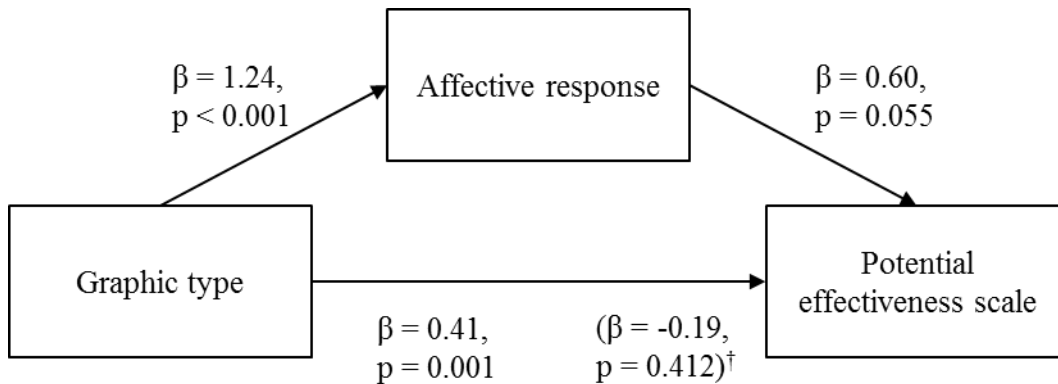 β = 1.24,
p < 0.001
Affective response
β = 0.60,
p = 0.055
Graphic type
Potential
effectiveness scale
β = 0.41,
p = 0.001
(β = -0.19,
p = 0.412)†